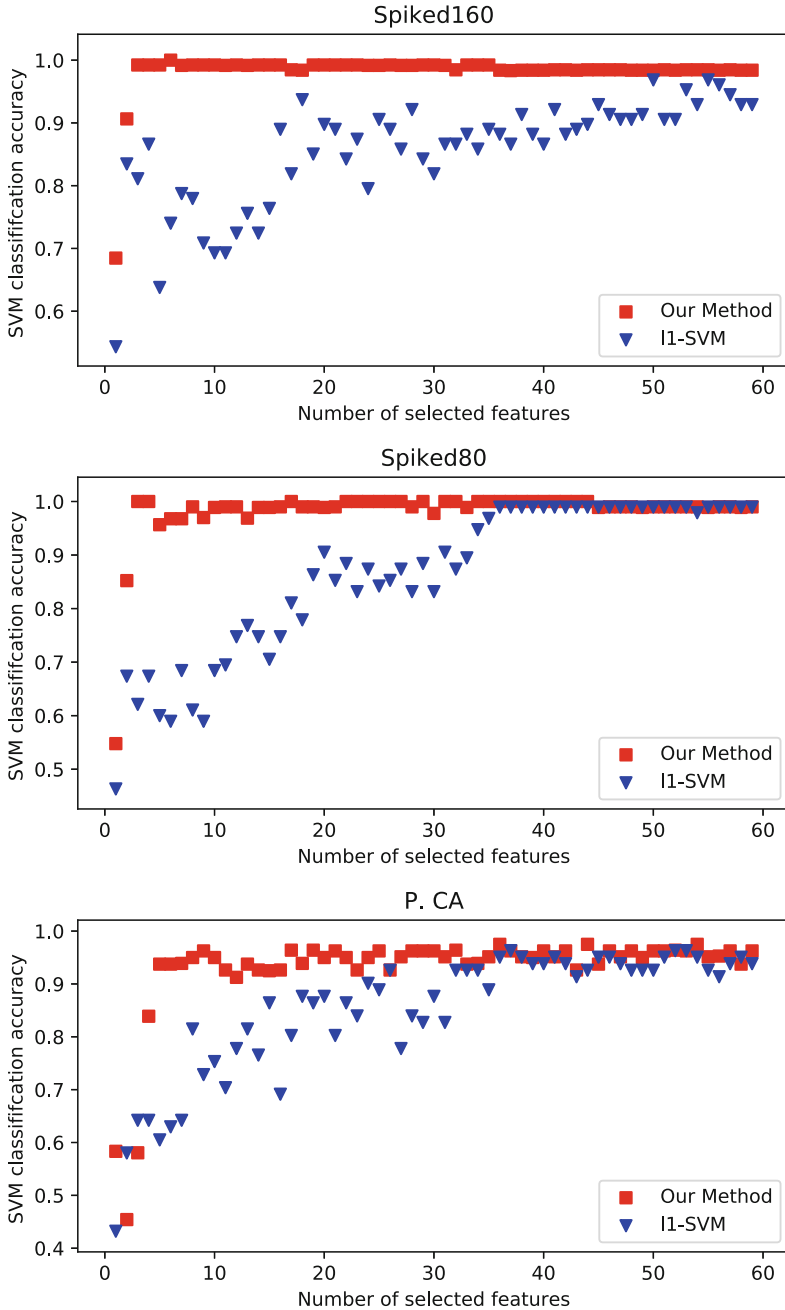 Spiked160
1.0
0.9
0.8
0.7
0.6
SVM classififcation accuracy
Our Method
l1-SVM
0 10 20 30 40 50 60
Number of selected features
Spiked80
1.0
0.9
0.8
0.7
0.6
0.5
SVM classififcation accuracy
Our Method
l1-SVM
0 10 20 30 40 50 60
Number of selected features
P. CA
1.0
0.9
0.8
0.7
0.6
0.5
0.4
SVM classififcation accuracy
Our Method
l1-SVM
0 10 20 30 40 50 60
Number of selected features